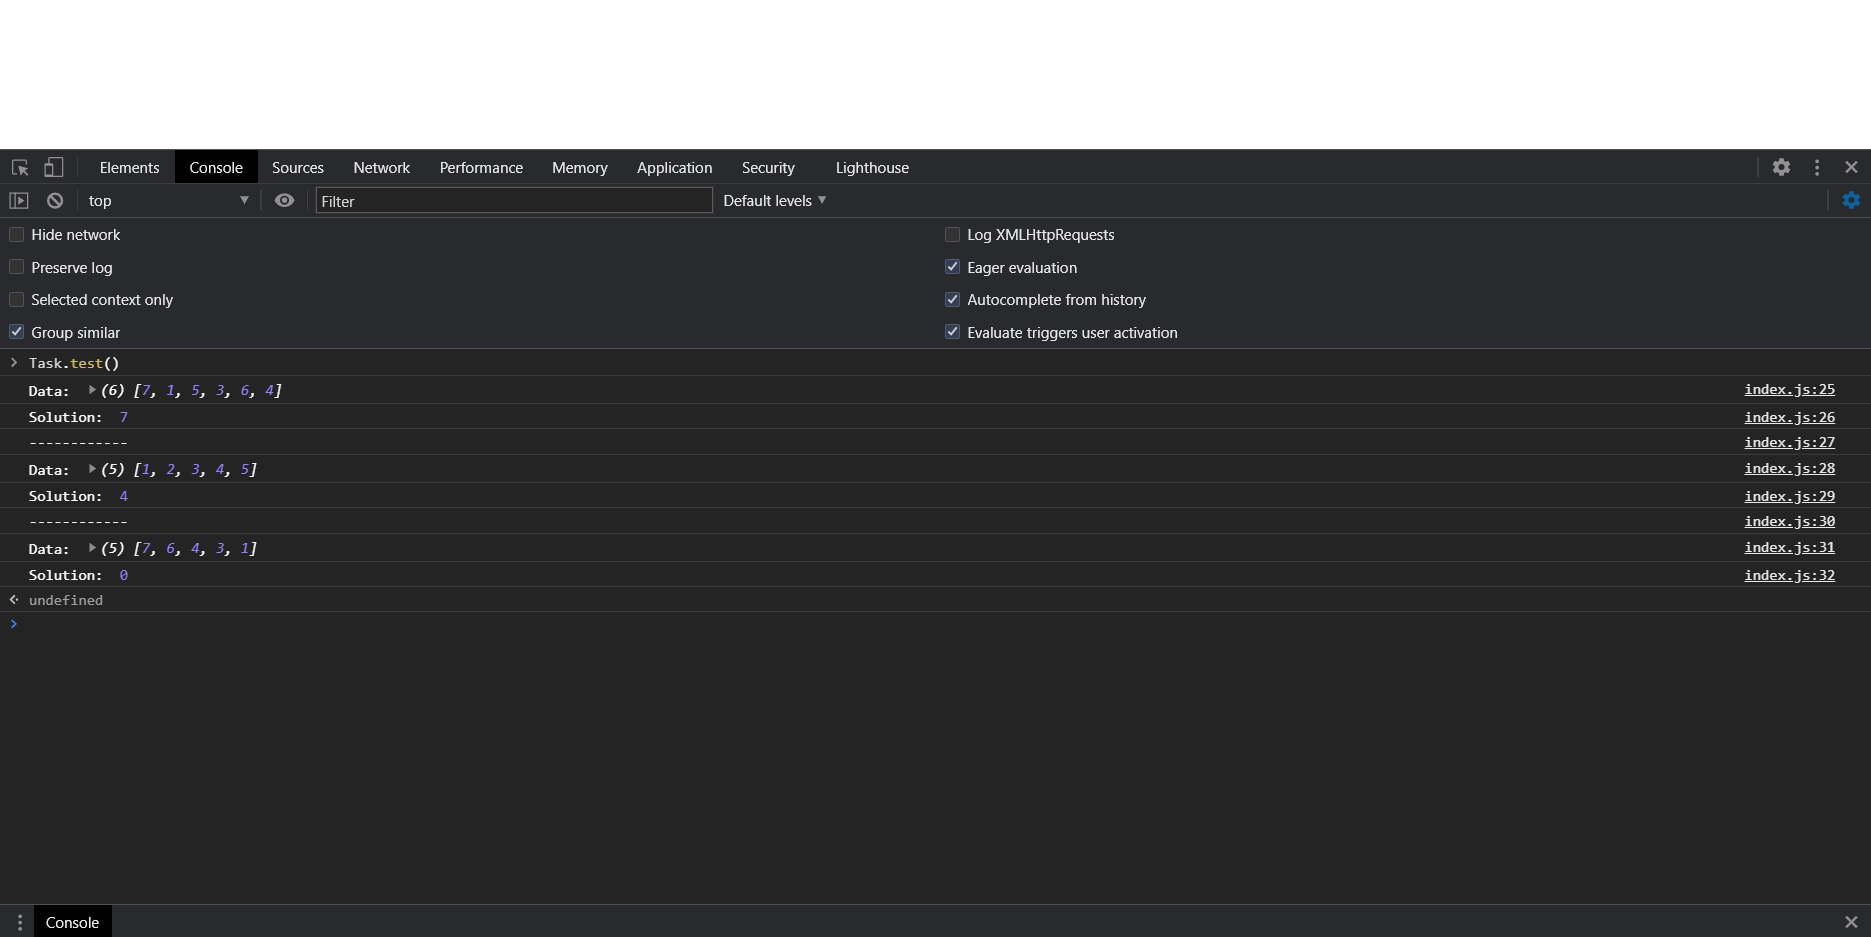 Elements Console Sources Network Performance Memory Application Security Lighthouse
top Filter Default levels
Hide network Log XMLHttpRequests
Preserve log Eager evaluation
Selected context only Autocomplete from history
Group similar Evaluate triggers user activation
Task.test()
Data: (6) [7, 1, 5, 3, 6, 4] index.js:25
Solution: 7 index.js:26
------------ index.js:27
Data: (5) [1, 2, 3, 4, 5] index.js:28
Solution: 4 index.js:29
------------ index.js:30
Data: (5) [7, 6, 4, 3, 1] index.js:31
Solution: 0 index.js:32
undefined
Console